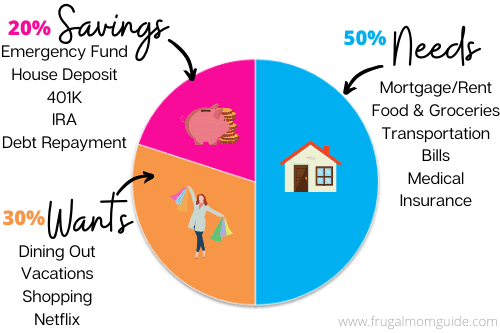 20% Savings
Emergency Fund
House Deposit
401K
IRA
Debt Repayment
50% Needs
Mortgage/Rent
Food & Groceries
Transportation
Bills
Medical
Insurance
30% Wants
Dining Out
Vacations
Shopping
Netflix
www.frugalmomguide.com